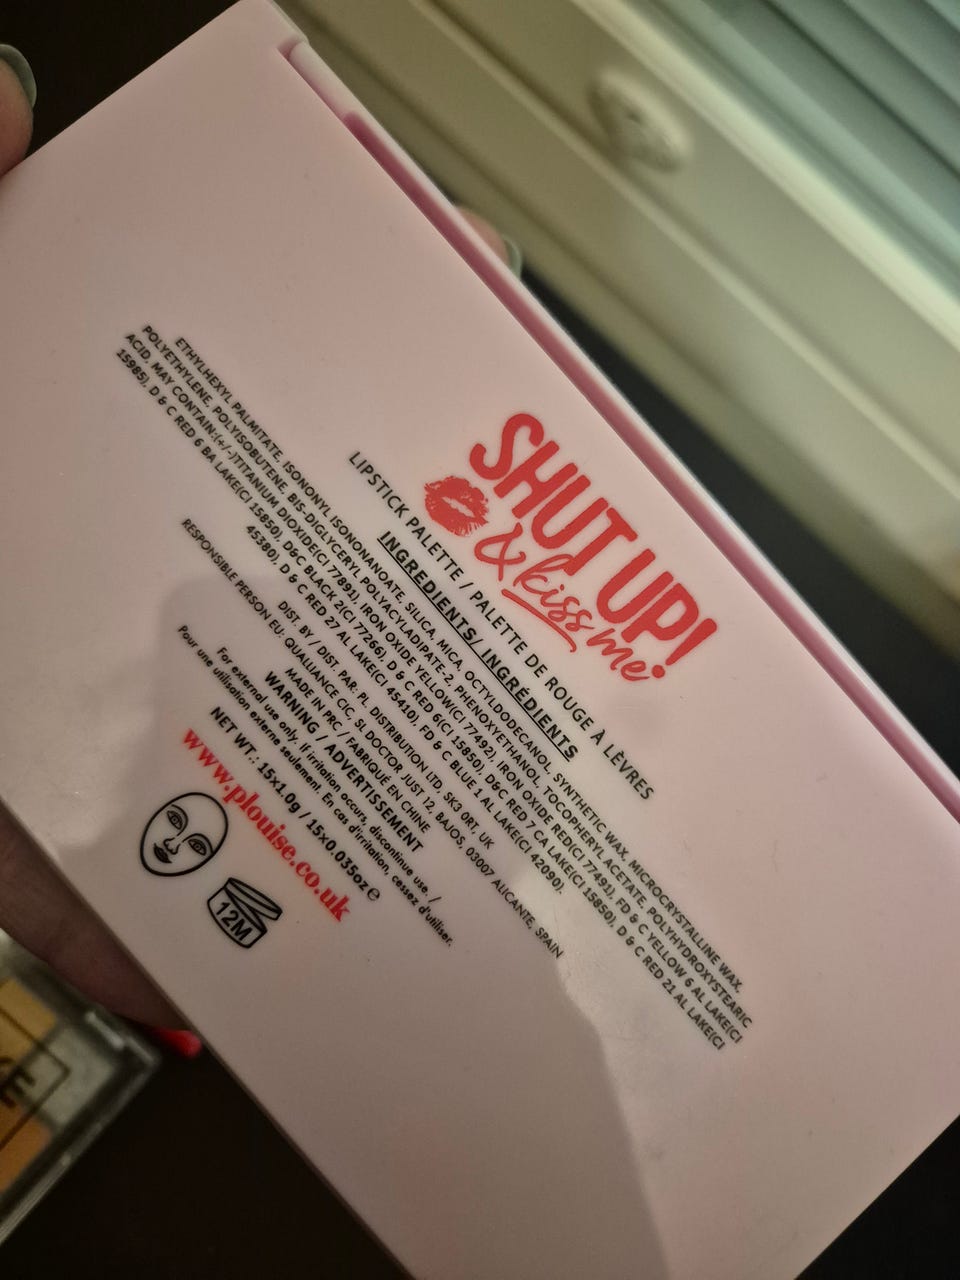 SHUT UP!
& kiss me
LIPSTICK PALETTE / PALETTE DE ROUGE À LÈVRES
INGREDIENTS/ INGRÉDIENTS
ETHYLHEXYL PALMITATE, ISONONYL ISONONANOATE, SILICA, MICA, OCTYLDODECANOL, SYNTHETIC WAX, MICROCRYSTALLINE WAX,
POLYETHYLENE, POLYISOBUTENE, BIS-DIGLYCERYL POLYACYLADIPATE-2, PHENOXYETHANOL, TOCOPHERYL ACETATE, POLYHYDROXYSTEARIC
ACID, MAY CONTAIN:(+/-)TITANIUM DIOXIDE(CI 77891), IRON OXIDE YELLOW(CI 77492), IRON OXIDE RED(CI 77491), FD & C YELLOW 6 AL LAKE(CI
15985), D & C RED 6 BA LAKE(CI 15850), D&C BLACK 2(CI 77266), D & C RED 6(CI 15850), D&C RED 7 CA LAKE(CI 15850), D & C RED 21 AL LAKE(CI
45380), D & C RED 27 AL LAKE(CI 45410), FD & C BLUE 1 AL LAKE(CI 42090).
DIST. BY / DIST. PAR: PL DISTRIBUTION LTD, SK3 0R1, UK
RESPONSIBLE PERSON EU: QUALLIANCE CIC, SL DOCTOR JUST 12, BAJOS, 03007 ALICANTE, SPAIN
MADE IN PRC / FABRIQUÉ EN CHINE
WARNING / ADVERTISSEMENT
For external use only. If irritation occurs, discontinue use. /
Pour une utilisation externe seulement. En cas d'irritation, cessez d'utiliser.
NET WT.: 15x1.0g / 15x0.035oz e
www.plouise.co.uk
12M